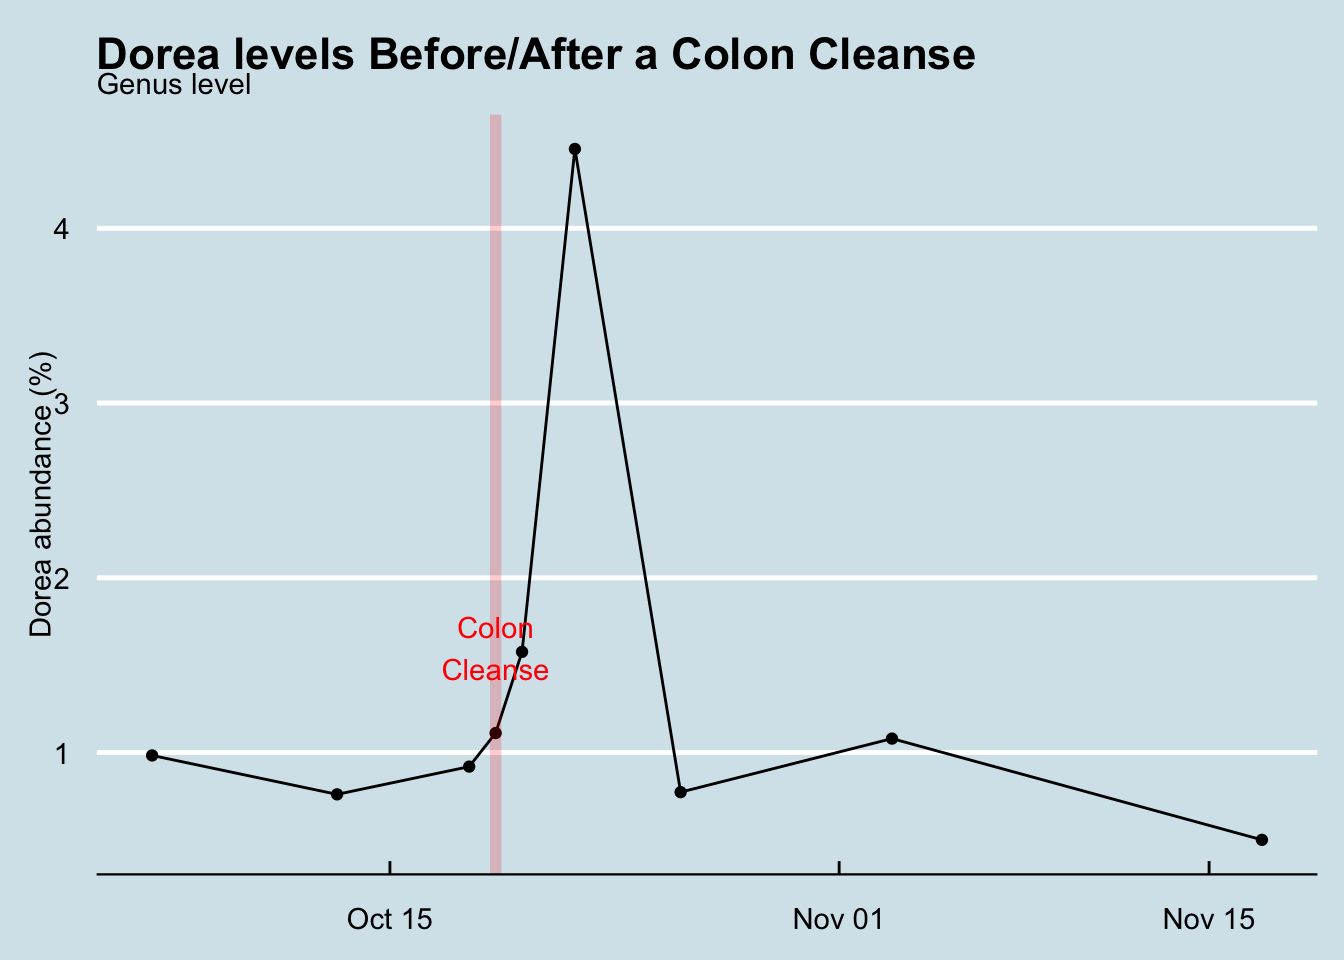 Dorea levels Before/After a Colon Cleanse
Genus level
Dorea abundance (%)
4
3
2
1
Colon
Cleanse
Oct 15
Nov 01
Nov 15